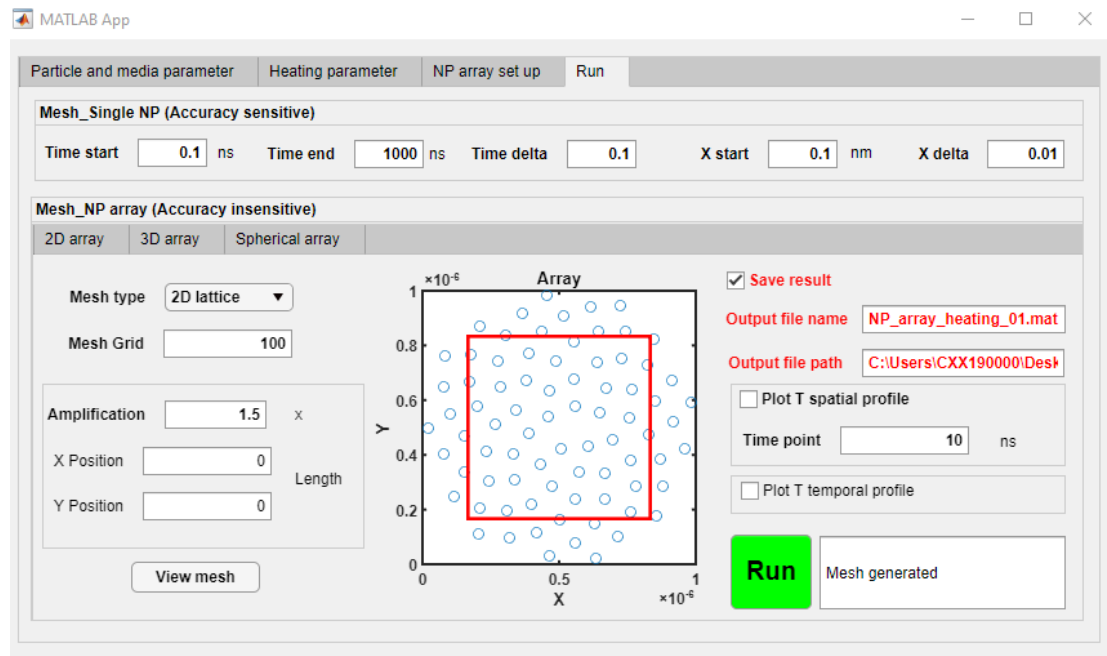 MATLAB App
Particle and media parameter Heating parameter NP array set up Run
Mesh_Single NP (Accuracy sensitive)
Time start 0.1 ns Time end 1000 ns Time delta 0.1 X start 0.1 nm X delta 0.01
Mesh_NP array (Accuracy insensitive)
2D array 3D array Spherical array
Mesh type 2D lattice
Mesh Grid 100
Amplification 1.5 x
X Position 0
Length
Y Position 0
View mesh
×10⁻⁶ Array
1
0.8
0.6
Y
0.4
0.2
0
0 0.5 1
X ×10⁻⁶
Save result
Output file name NP_array_heating_01.mat
Output file path C:\Users\CXX190000\Desk
Plot T spatial profile
Time point 10 ns
Plot T temporal profile
Run Mesh generated